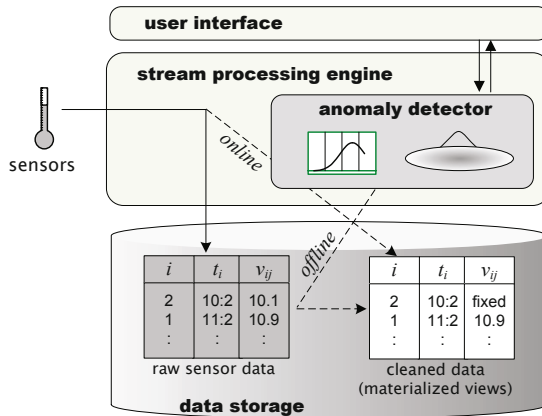 user interface
stream processing engine
anomaly detector
sensors
online
offline
i t_i v_ij
2 10:2 10.1
1 11:2 10.9
: : :
raw sensor data
i t_i v_ij
2 10:2 fixed
1 11:2 10.9
: : :
cleaned data
(materialized views)
data storage